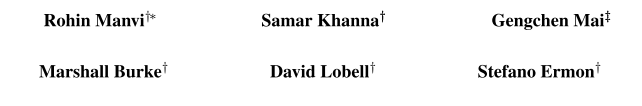 Rohin Manvi†* Samar Khanna† Gengchen Mai‡
Marshall Burke† David Lobell† Stefano Ermon†